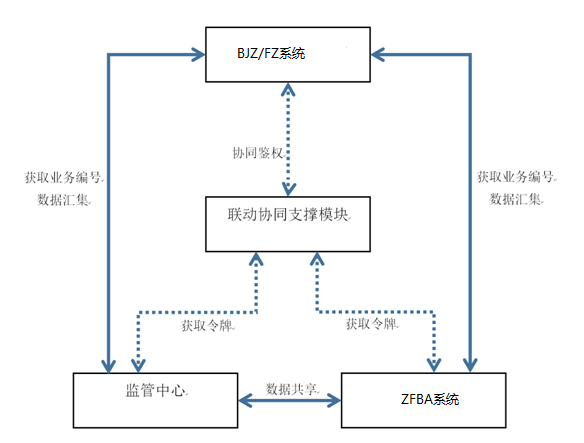 BJZ/FZ系统
协同鉴权
获取业务编号
数据汇集
获取业务编号
数据汇集
联动协同支撑模块
获取令牌
获取令牌
监管中心
数据共享
ZFBA系统